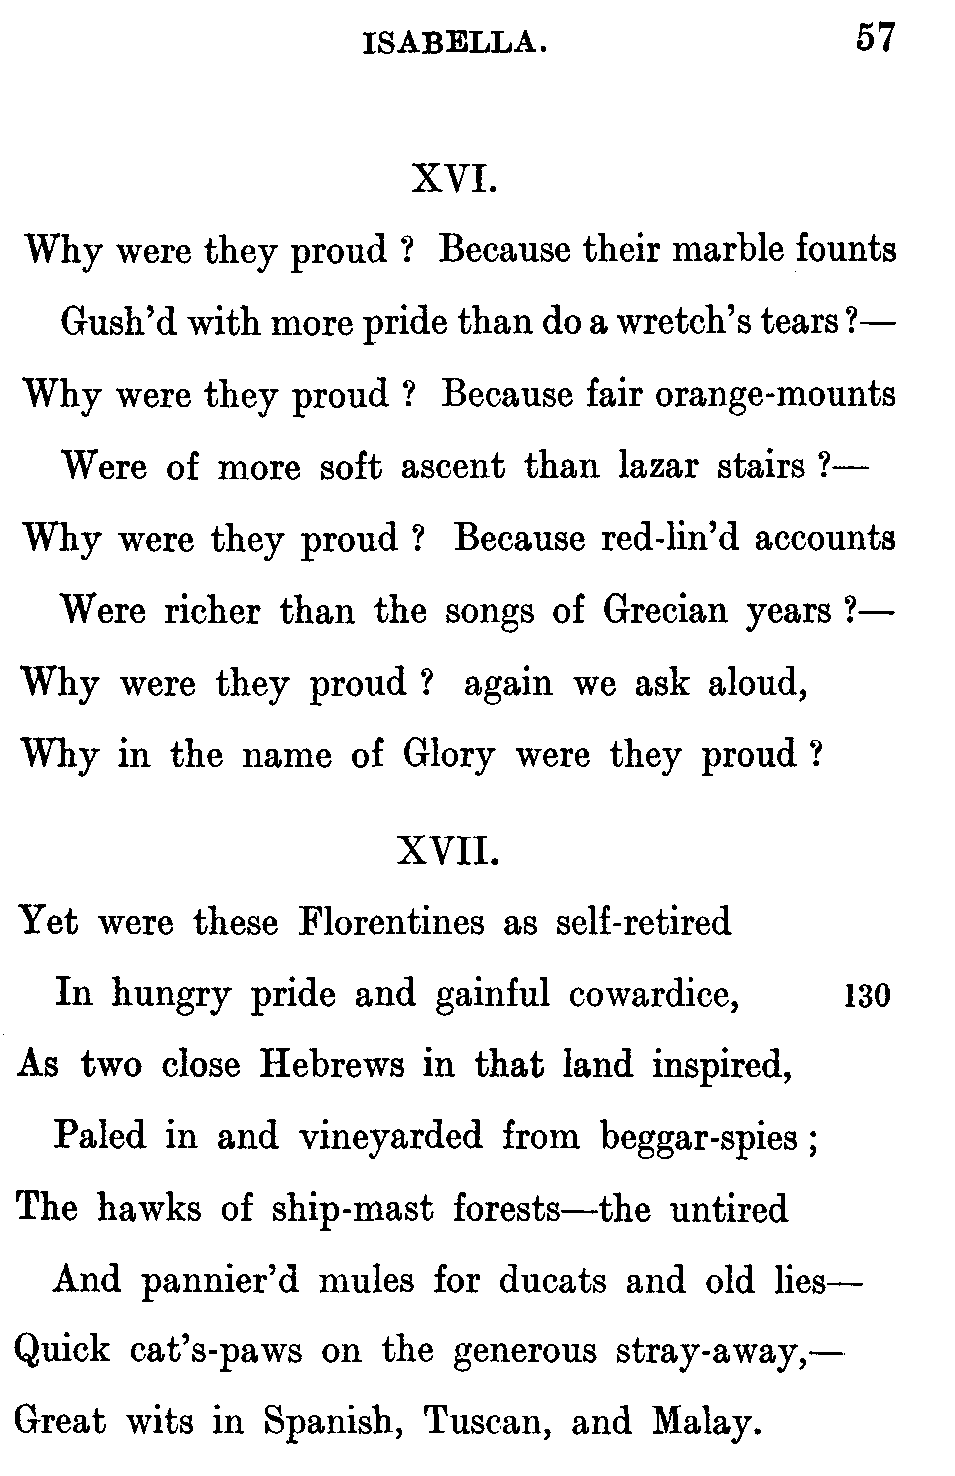 ISABELLA. 57
XVI.
Why were they proud ? Because their marble founts
Gush'd with more pride than do a wretch's tears ?—
Why were they proud ? Because fair orange-mounts
Were of more soft ascent than lazar stairs ?—
Why were they proud ? Because red-lin'd accounts
Were richer than the songs of Grecian years ?—
Why were they proud ? again we ask aloud,
Why in the name of Glory were they proud ?
XVII.
Yet were these Florentines as self-retired
In hungry pride and gainful cowardice, 130
As two close Hebrews in that land inspired,
Paled in and vineyarded from beggar-spies ;
The hawks of ship-mast forests—the untired
And pannier'd mules for ducats and old lies—
Quick cat's-paws on the generous stray-away,—
Great wits in Spanish, Tuscan, and Malay.